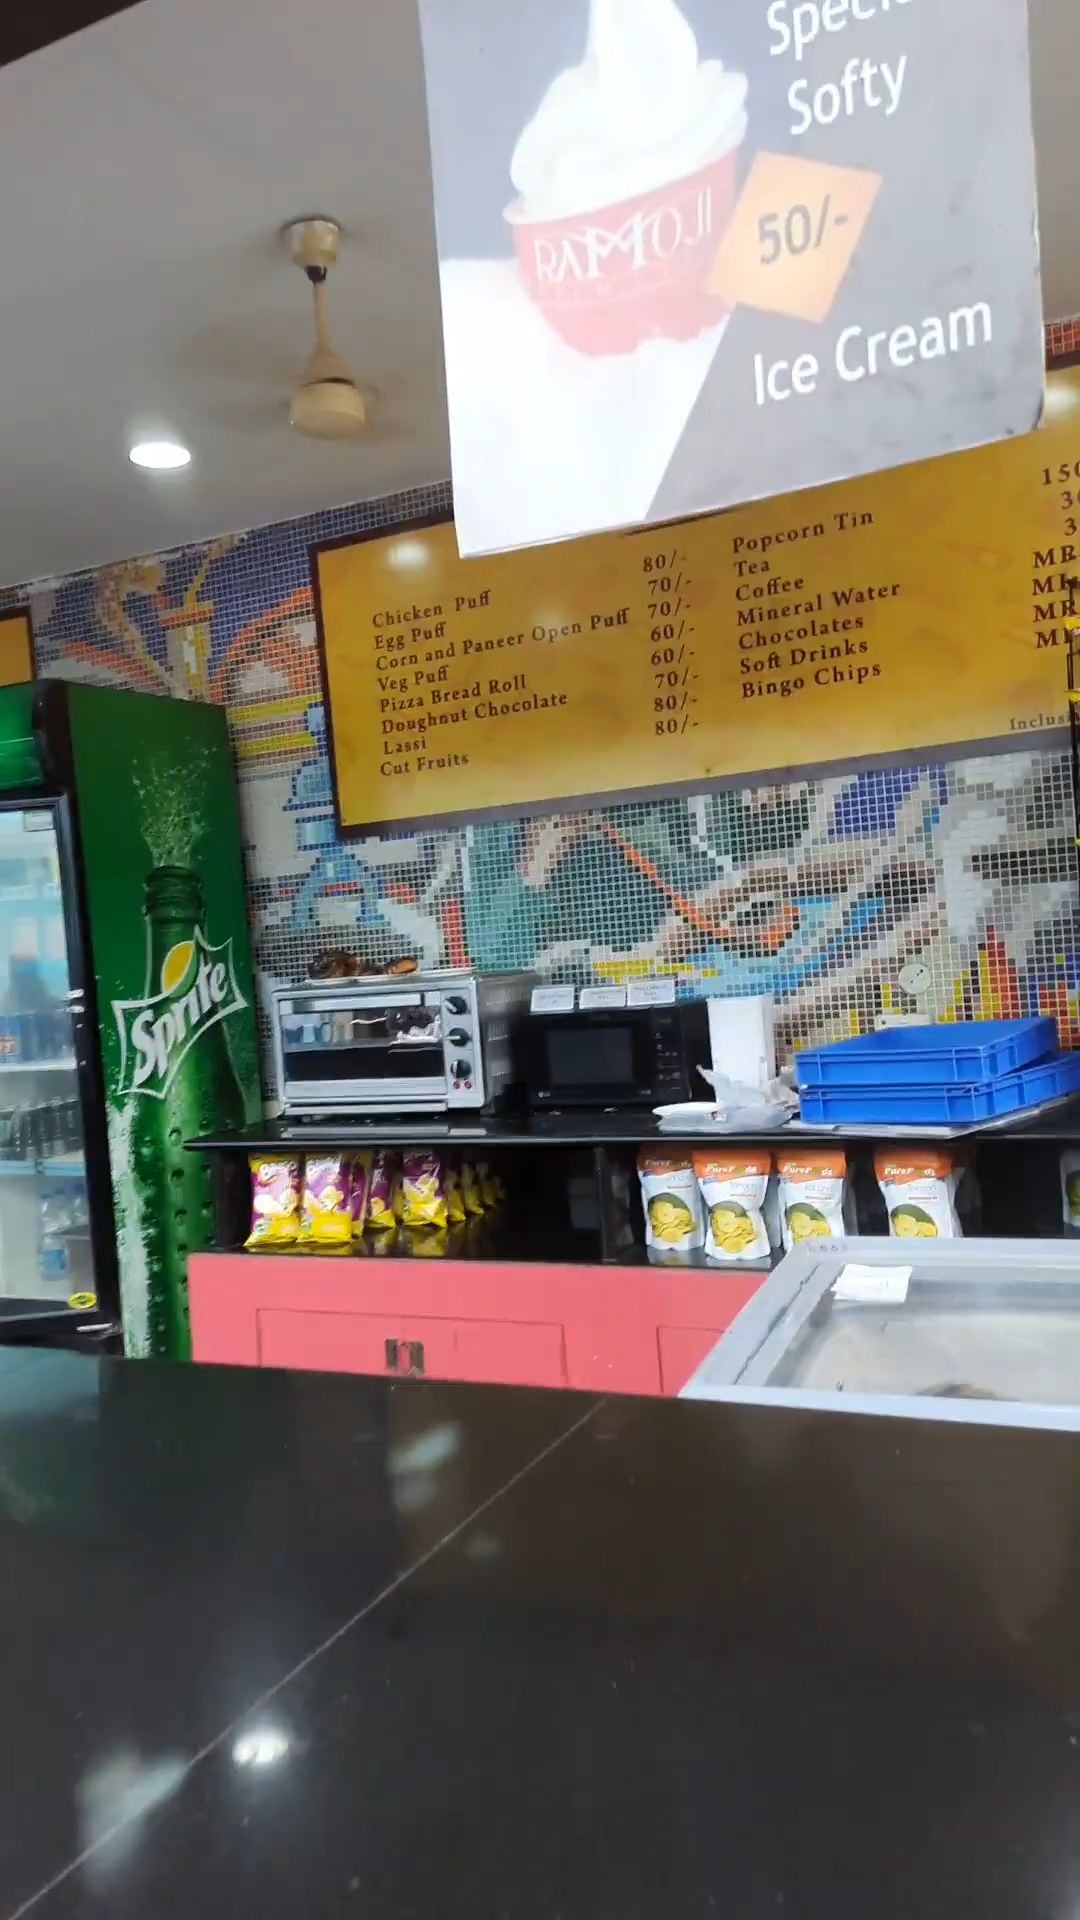 Softy
50/-
Ice Cream
RAMOJI
Chicken Puff 80/-
Egg Puff 70/-
Corn and Paneer Open Puff 70/-
Veg Puff 60/-
Pizza Bread Roll 60/-
Doughnut Chocolate 70/-
Lassi 80/-
Cut Fruits 80/-
Popcorn Tin
Tea
Coffee
Mineral Water
Chocolates
Soft Drinks
Bingo Chips
Sprite